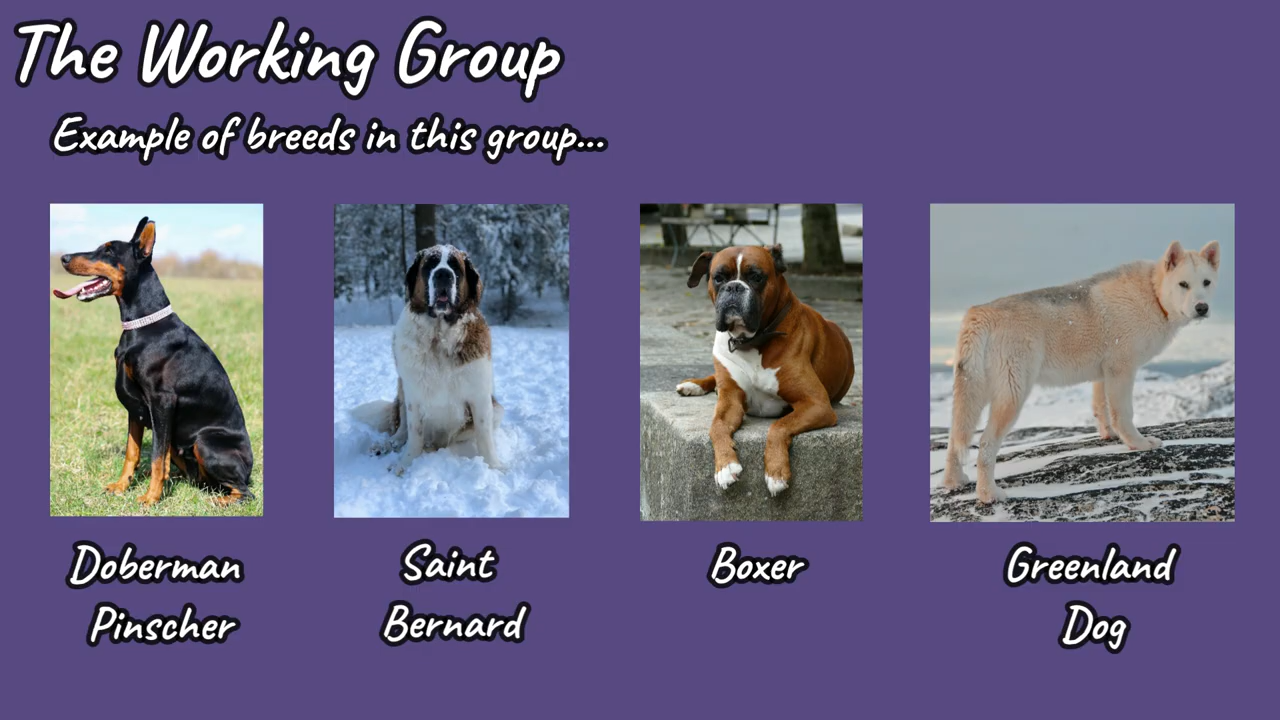 The Working Group
Example of breeds in this group...
Doberman
Pinscher
Saint
Bernard
Boxer
Greenland
Dog